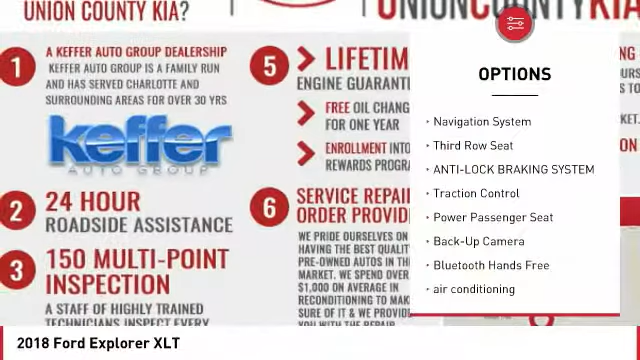 UNION COUNTY KIA?
1
A KEFFER AUTO GROUP DEALERSHIP
KEFFER AUTO GROUP IS A FAMILY RUN
AND HAS SERVED CHARLOTTE AND
SURROUNDING AREAS FOR OVER 30 YRS
keffer
AUTO GROUP
2
24 HOUR
ROADSIDE ASSISTANCE
3
150 MULTI-POINT
INSPECTION
A STAFF OF HIGHLY TRAINED
TECHNICIANS INSPECT EVERY
UNIONCOUNTYKIA
5
LIFETIM
ENGINE GUARANT
FREE OIL CHANG
FOR ONE YEAR
ENROLLMENT INTO
REWARDS PROGRA
6
SERVICE REPAIR
ORDER PROVID
WE PRIDE OURSELVES ON
HAVING THE BEST QUALIT
PRE-OWNED AUTOS IN TH
MARKET. WE SPEND OVER
$1,000 ON AVERAGE IN
RECONDITIONING TO MAK
SURE OF IT & WE PROVID
YOU WITH THE REPAIR
OPTIONS
Navigation System
Third Row Seat
ANTI-LOCK BRAKING SYSTEM
Traction Control
Power Passenger Seat
Back-Up Camera
Bluetooth Hands Free
air conditioning
2018 Ford Explorer XLT